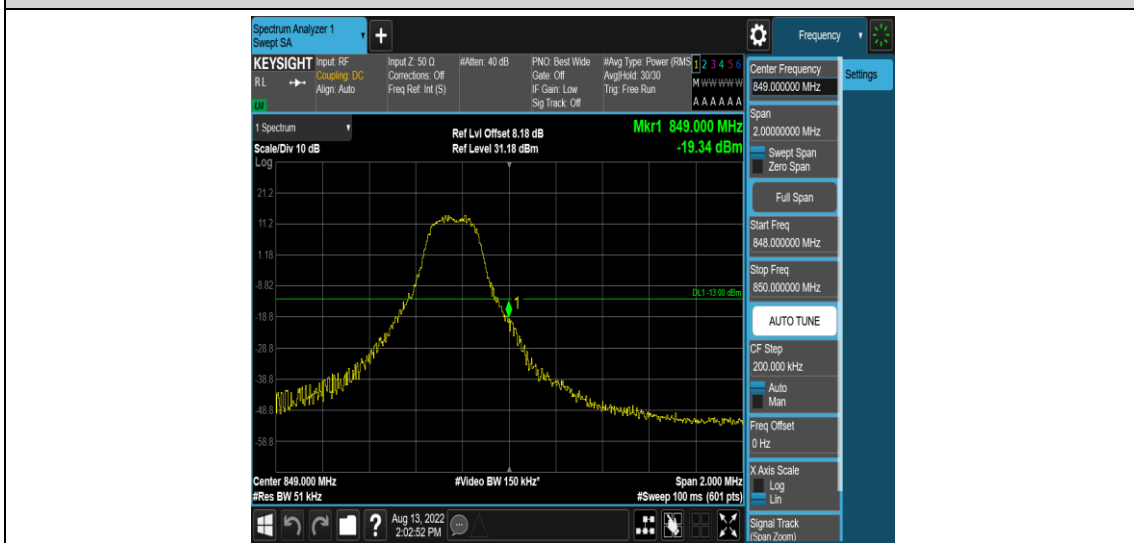 Spectrum Analyzer 1
Swept SA
+
Frequency
KEYSIGHT
RL
Input: RF
Coupling: DC
Align: Auto
Input Z: 50 Ω
Corrections: Off
Freq Ref: Int (S)
#Atten: 40 dB
PNO: Best Wide
Gate: Off
IF Gain: Low
Sig Track: Off
#Avg Type: Power (RMS
Avg|Hold: 30/30
Trig: Free Run
1 2 3 4 5 6
M W W W W W
A A A A A A
1 Spectrum
Scale/Div 10 dB
Log
Ref Lvl Offset 8.18 dB
Ref Level 31.18 dBm
Mkr1 849.000 MHz
-19.34 dBm
21.2
11.2
1.18
-8.82
-18.8
-28.8
-38.8
-48.8
-58.8
DL1 -13.00 dBm
1
Center 849.000 MHz
#Res BW 51 kHz
#Video BW 150 kHz*
Span 2.000 MHz
#Sweep 100 ms (601 pts)
Center Frequency
849.000000 MHz
Settings
Span
2.00000000 MHz
Swept Span
Zero Span
Full Span
Start Freq
848.000000 MHz
Stop Freq
850.000000 MHz
AUTO TUNE
CF Step
200.000 kHz
Auto
Man
Freq Offset
0 Hz
X Axis Scale
Log
Lin
Signal Track
(Span Zoom)
?
Aug 13, 2022
2:02:52 PM